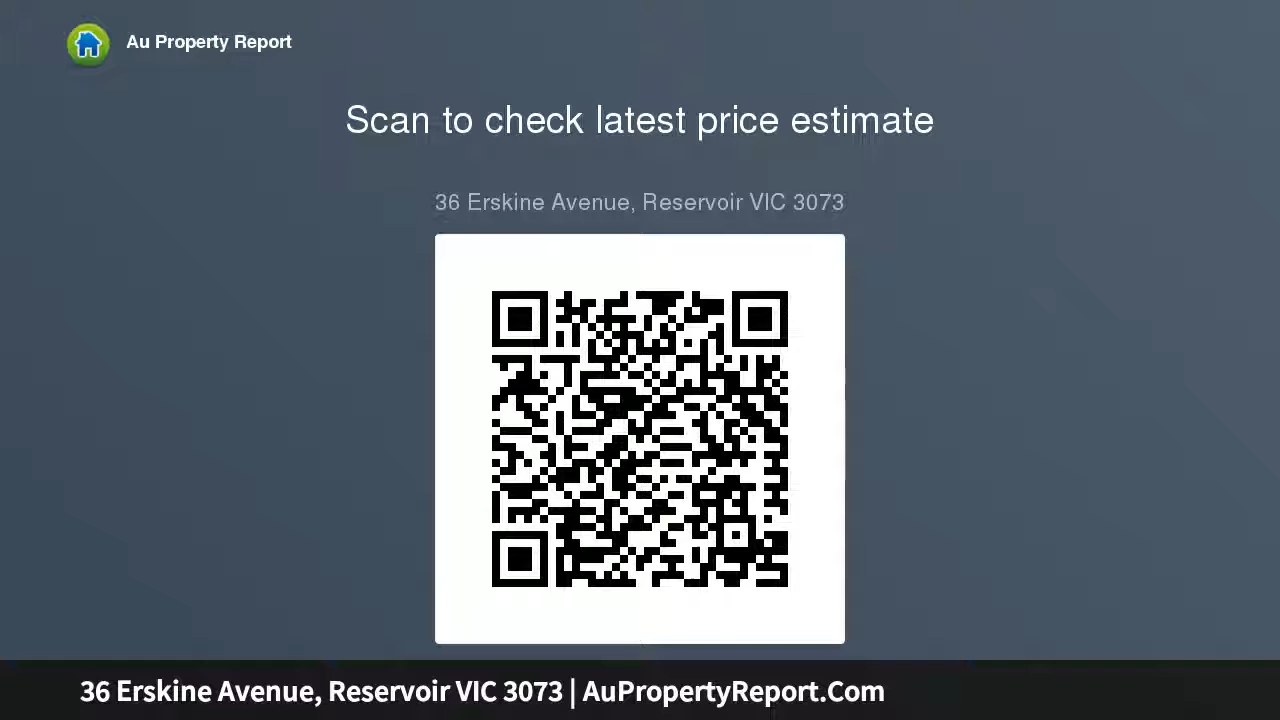 Au Property Report
Scan to check latest price estimate
36 Erskine Avenue, Reservoir VIC 3073
36 Erskine Avenue, Reservoir VIC 3073 | AuPropertyReport.Com